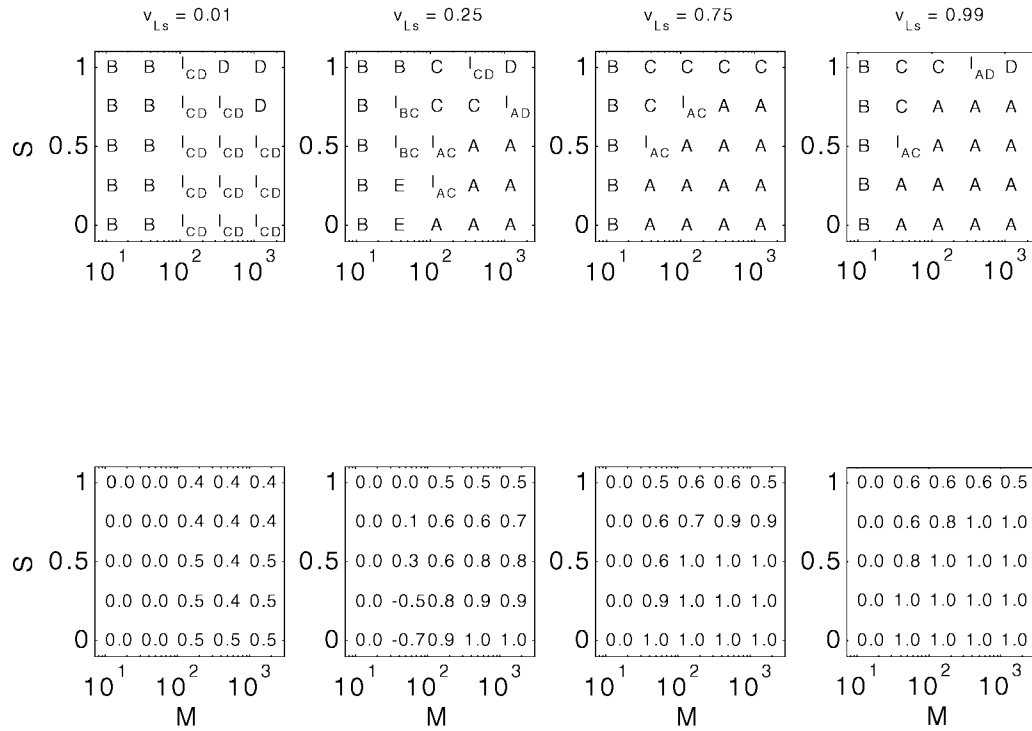 v_Ls = 0.01 v_Ls = 0.25 v_Ls = 0.75 v_Ls = 0.99
1 B B I_CD D D 1 B B C I_CD D 1 B C C C C 1 B C C I_AD D
B B I_CD I_CD D B I_BC C C I_AD B C I_AC A A B C A A A
S 0.5 B B I_CD I_CD I_CD 0.5 B I_BC I_AC A A 0.5 B I_AC A A A 0.5 B I_AC A A A
B B I_CD I_CD I_CD B E I_AC A A B A A A A B A A A A
0 B B I_CD I_CD I_CD 0 B E A A A 0 B A A A A 0 B A A A A
10^1 10^2 10^3 10^1 10^2 10^3 10^1 10^2 10^3 10^1 10^2 10^3
M M M M
1 0.0 0.0 0.4 0.4 0.4 1 0.0 0.0 0.5 0.5 0.5 1 0.0 0.5 0.6 0.6 0.5 1 0.0 0.6 0.6 0.6 0.5
0.0 0.0 0.4 0.4 0.4 0.0 0.1 0.6 0.6 0.7 0.0 0.6 0.7 0.9 0.9 0.0 0.6 0.8 1.0 1.0
S 0.5 0.0 0.0 0.5 0.4 0.5 0.5 0.0 0.3 0.6 0.8 0.8 0.5 0.0 0.6 1.0 1.0 1.0 0.5 0.0 0.8 1.0 1.0 1.0
0.0 0.0 0.5 0.4 0.5 0.0 -0.5 0.8 0.9 0.9 0.0 0.9 1.0 1.0 1.0 0.0 1.0 1.0 1.0 1.0
0 0.0 0.0 0.5 0.5 0.5 0 0.0 -0.7 0.9 1.0 1.0 0 0.0 1.0 1.0 1.0 1.0 0 0.0 1.0 1.0 1.0 1.0
10^1 10^2 10^3 10^1 10^2 10^3 10^1 10^2 10^3 10^1 10^2 10^3
M M M M